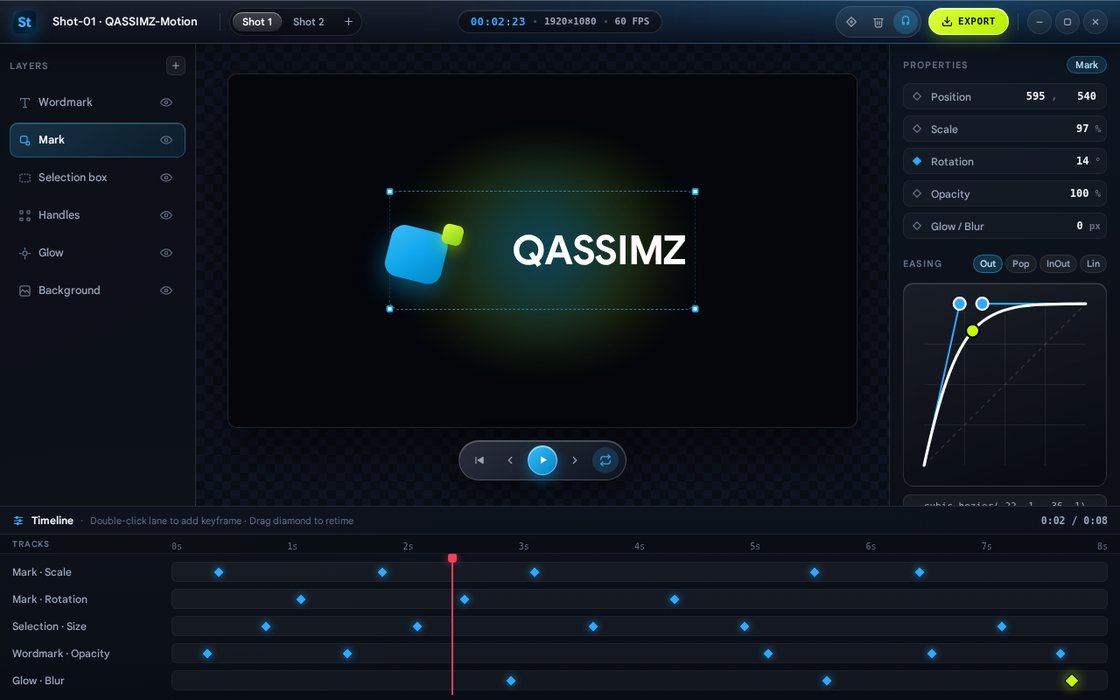 St Shot-01 · QASSIMZ-Motion Shot 1 Shot 2 + 00:02:23 • 1920×1080 • 60 FPS EXPORT
LAYERS +
Wordmark
Mark
Selection box
Handles
Glow
Background
QASSIMZ
PROPERTIES Mark
Position 595 , 540
Scale 97 %
Rotation 14 °
Opacity 100 %
Glow / Blur 0 px
EASING Out Pop InOut Lin
Timeline · Double-click lane to add keyframe · Drag diamond to retime 0:02 / 0:08
TRACKS 0s 1s 2s 3s 4s 5s 6s 7s 8s
Mark · Scale
Mark · Rotation
Selection · Size
Wordmark · Opacity
Glow · Blur